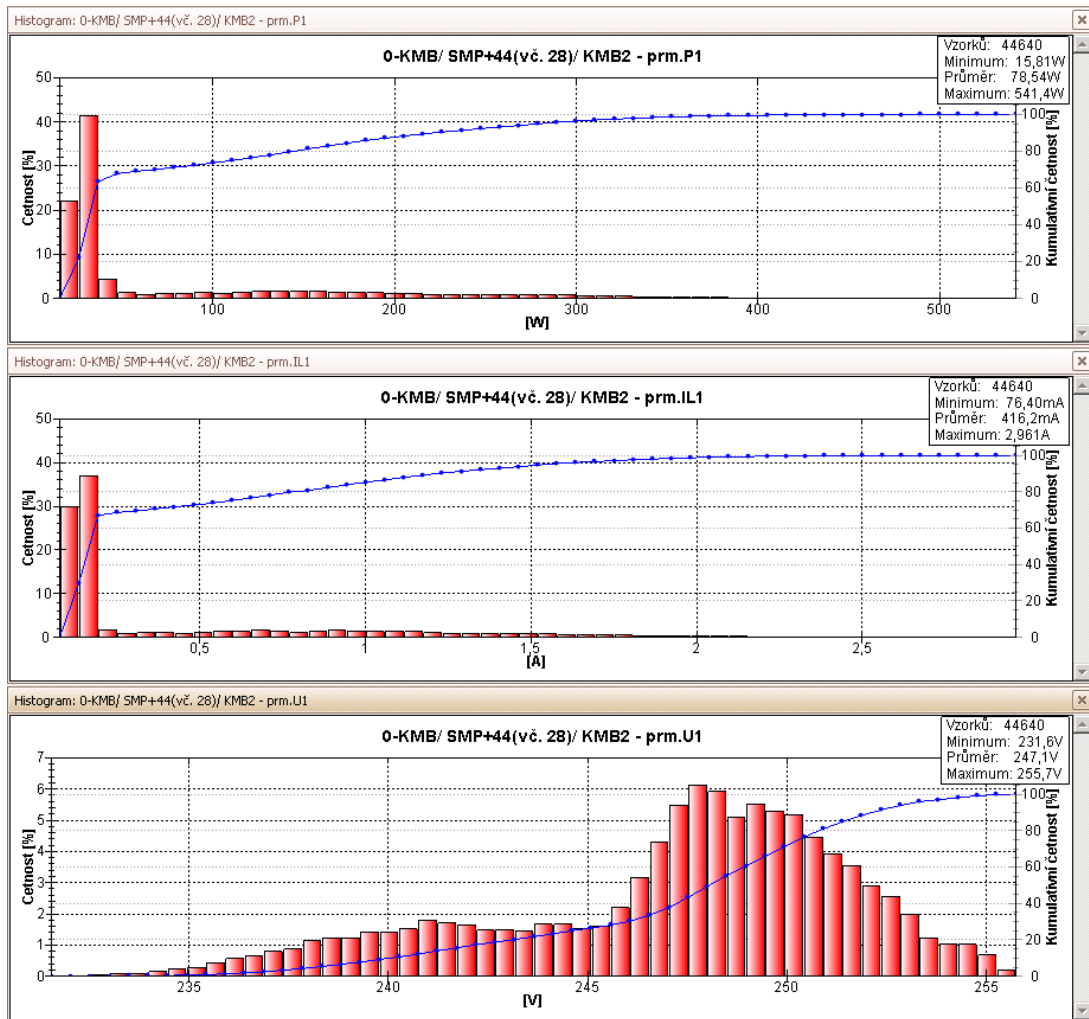 Histogram: 0-KMB/ SMP+44(vč. 28)/ KMB2 - prm.P1
0-KMB/ SMP+44(vč. 28)/ KMB2 - prm.P1
Vzorků: 44640
Minimum: 15,81W
Průměr: 78,54W
Maximum: 541,4W
Cetnost [%]
50
40
30
20
10
0
100
200
300
400
500
[W]
100
80
60
40
20
0
Kumulativní četnost [%]
Histogram: 0-KMB/ SMP+44(vč. 28)/ KMB2 - prm.IL1
0-KMB/ SMP+44(vč. 28)/ KMB2 - prm.IL1
Vzorků: 44640
Minimum: 76,40mA
Průměr: 416,2mA
Maximum: 2,961A
Cetnost [%]
50
40
30
20
10
0
0,5
1
1,5
2
2,5
[A]
100
80
60
40
20
0
Kumulativní četnost [%]
Histogram: 0-KMB/ SMP+44(vč. 28)/ KMB2 - prm.U1
0-KMB/ SMP+44(vč. 28)/ KMB2 - prm.U1
Vzorků: 44640
Minimum: 231,6V
Průměr: 247,1V
Maximum: 255,7V
Cetnost [%]
7
6
5
4
3
2
1
0
235
240
245
250
255
[V]
100
80
60
40
20
0
Kumulativní četnost [%]